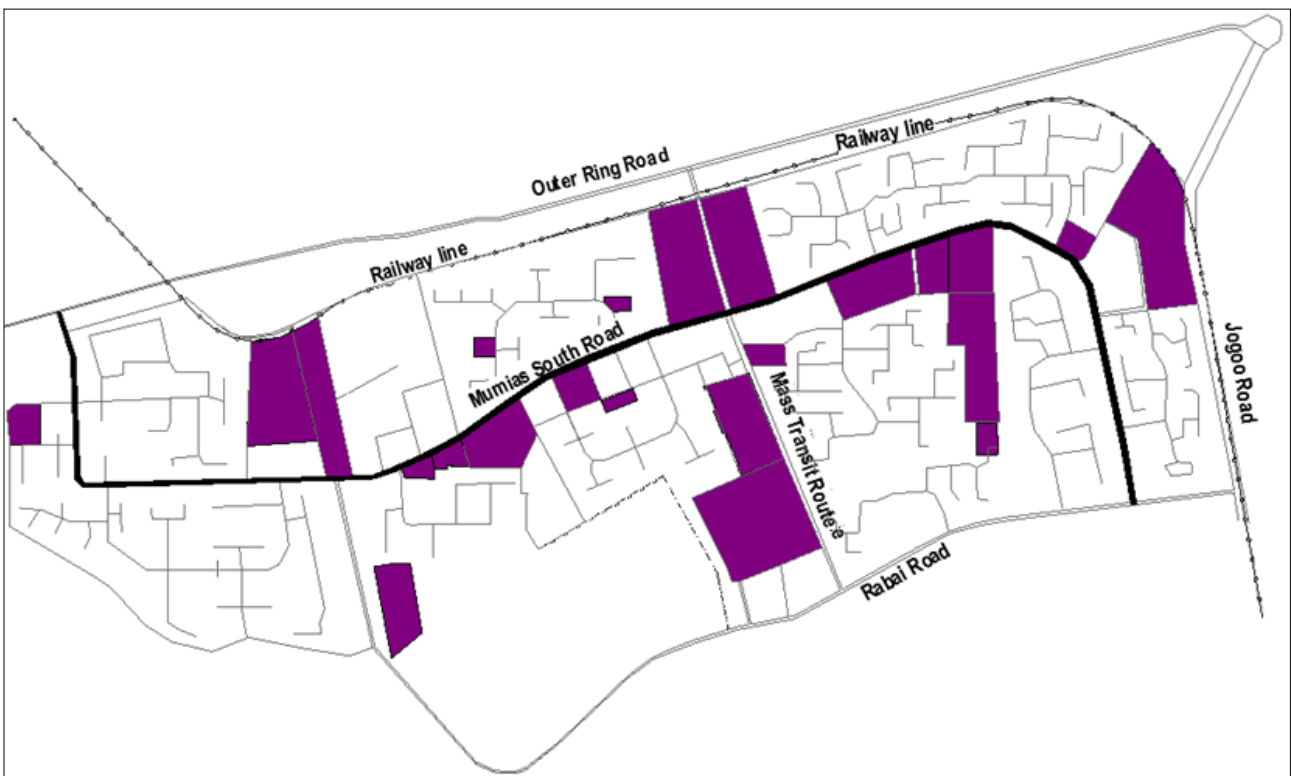 Outer Ring Road
Railway line
Railway line
Mumias South Road
Jogoo Road
Mass Transit Route:e
Rabai Road